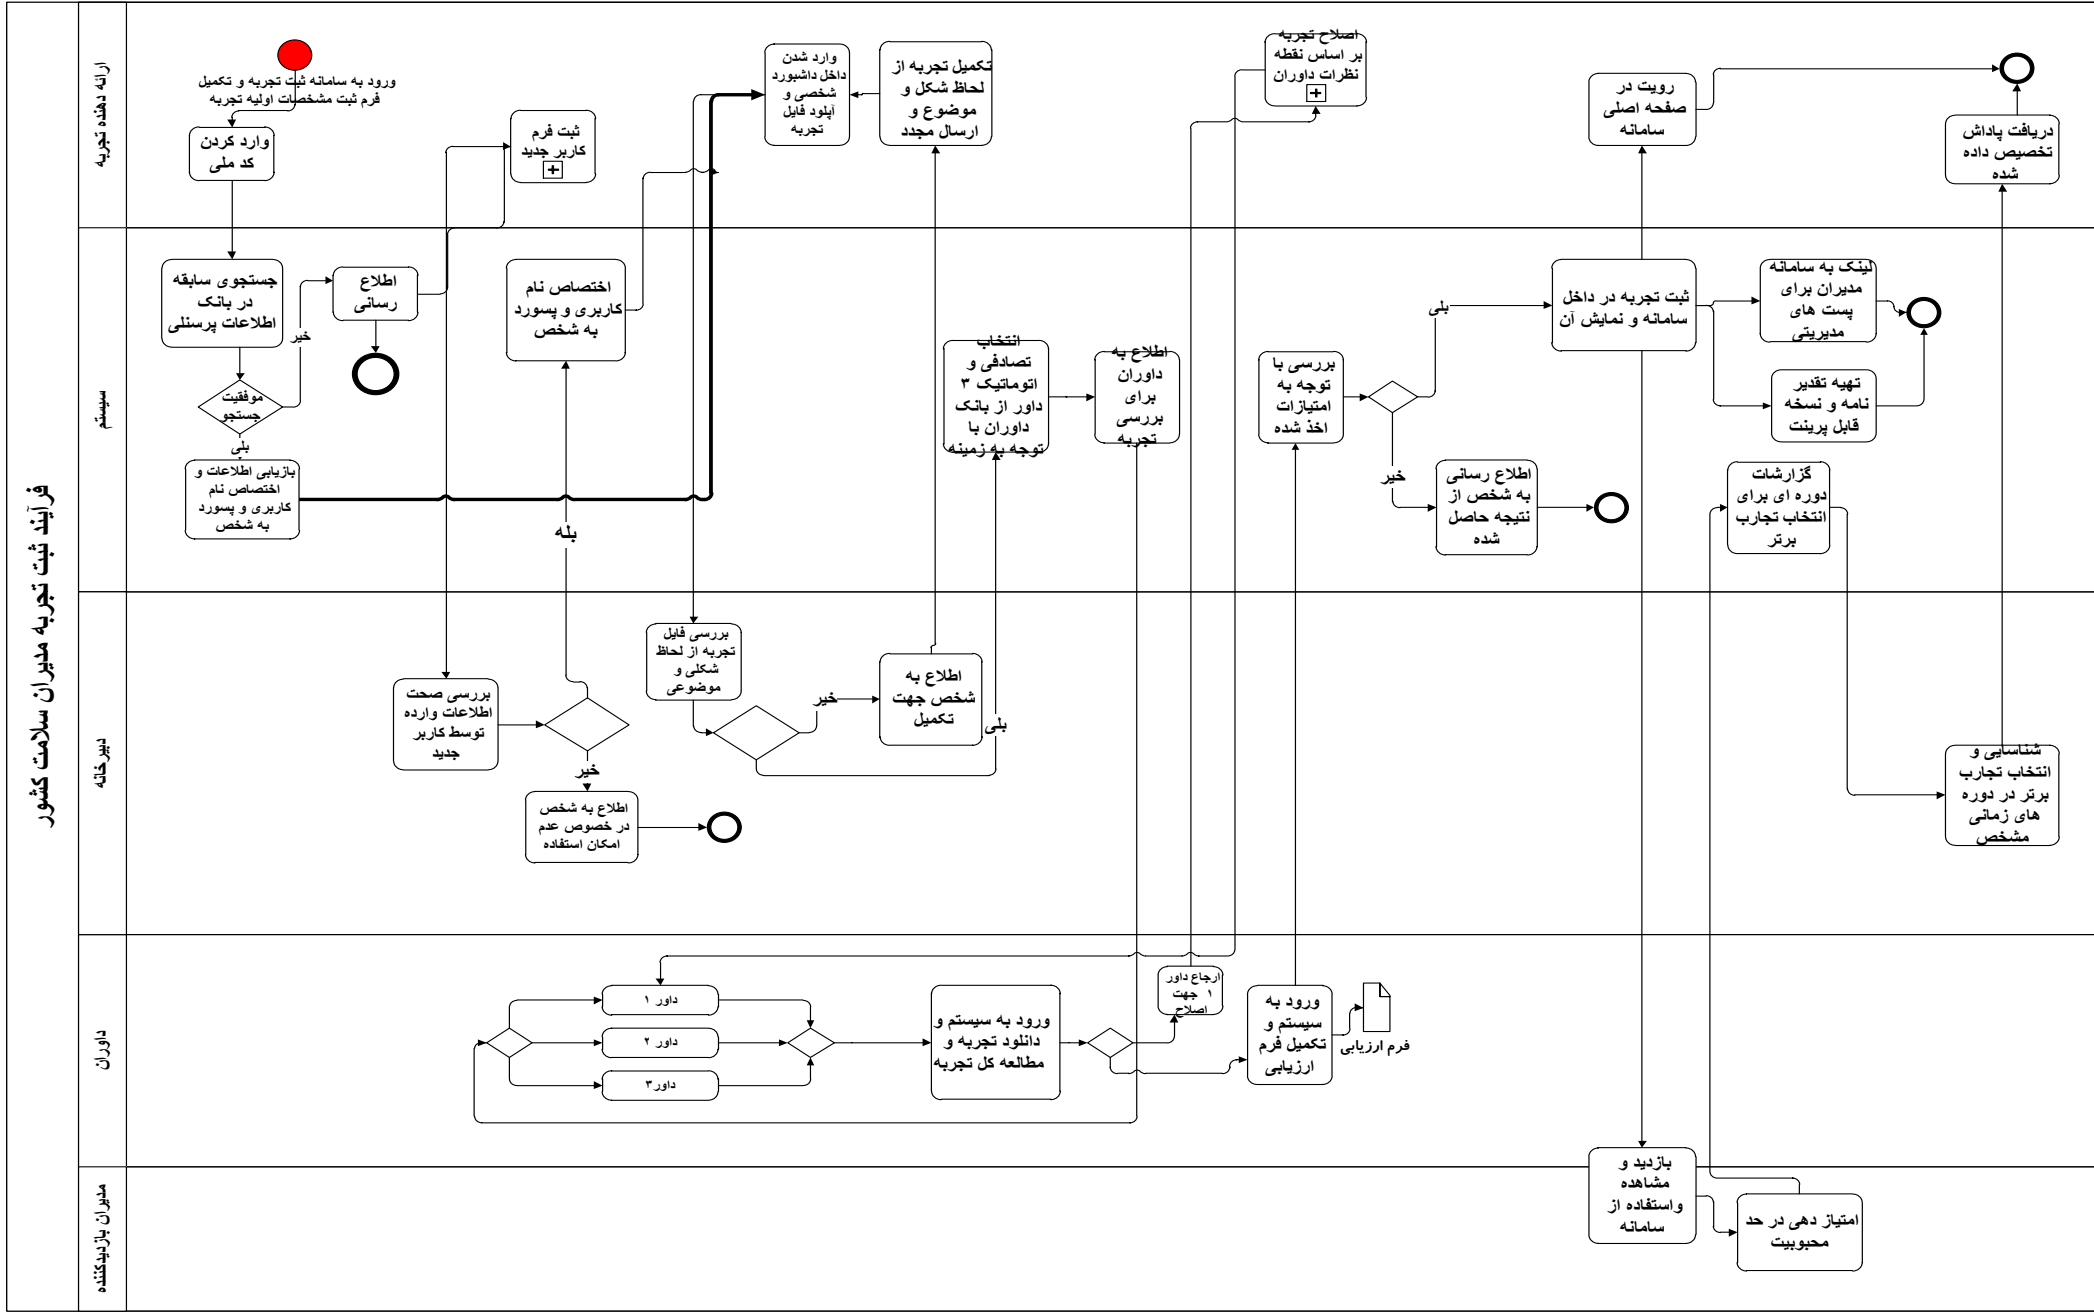 فرآیند ثبت تجربه مدیران سلامت کشور
ارائه دهنده تجربه
ورود به سامانه ثبت تجربه و تکمیل
فرم ثبت مشخصات اولیه تجربه
وارد کردن
کد ملی
ثبت فرم
کاربر جدید
وارد شدن
داخل داشبورد
شخصی و
آپلود فایل
تجربه
تکمیل تجربه از
لحاظ شکل و
موضوع و
ارسال مجدد
اصلاح تجربه
بر اساس نقطه
نظرات داوران
رویت در
صفحه اصلی
سامانه
دریافت پاداش
تخصیص داده
شده
سیستم
جستجوی سابقه
در بانک
اطلاعات پرسنلی
موفقیت
جستجو
خیر
بلی
اطلاع
رسانی
بازیابی اطلاعات و
اختصاص نام
کاربری و پسورد
به شخص
اختصاص نام
کاربری و پسورد
به شخص
بله
انتخاب
تصادفی و
اتوماتیک ۳
داور از بانک
داوران با
توجه به زمینه
اطلاع به
داوران
برای
بررسی
تجربه
بررسی با
توجه به
امتیازات
اخذ شده
بلی
خیر
اطلاع رسانی
به شخص از
نتیجه حاصل
شده
ثبت تجربه در داخل
سامانه و نمایش آن
لینک به سامانه
مدیران برای
پست های
مدیریتی
تهیه تقدیر
نامه و نسخه
قابل پرینت
گزارشات
دوره ای برای
انتخاب تجارب
برتر
دبیرخانه
بررسی صحت
اطلاعات وارده
توسط کاربر
جدید
خیر
اطلاع به شخص
در خصوص عدم
امکان استفاده
بررسی فایل
تجربه از لحاظ
شکلی و
موضوعی
خیر
بلی
اطلاع به
شخص جهت
تکمیل
شناسایی و
انتخاب تجارب
برتر در دوره
های زمانی
مشخص
داوران
داور ۱
داور ۲
داور۳
ورود به سیستم و
دانلود تجربه و
مطالعه کل تجربه
ارجاع داور
۱ جهت
اصلاح
ورود به
سیستم و
تکمیل فرم
ارزیابی
فرم ارزیابی
مدیران بازدیدکننده
بازدید و
مشاهده
واستفاده از
سامانه
امتیاز دهی در حد
محبوبیت